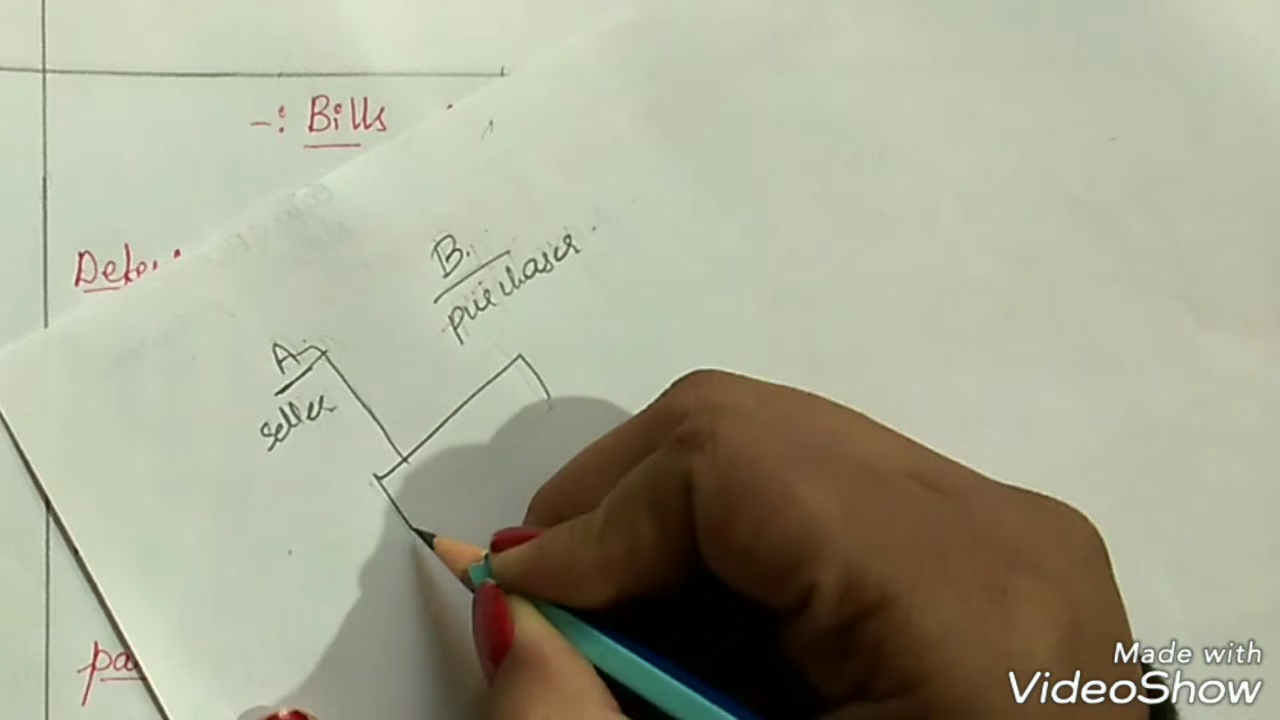 -: Bills
B.
purchaser
A.
seller
Made with
VideoShow